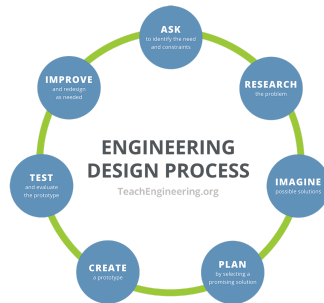 ASK
to identify the need
and constraints
RESEARCH
the problem
IMAGINE
possible solutions
PLAN
by selecting a
promising solution
CREATE
a prototype
TEST
and evaluate
the prototype
IMPROVE
and redesign
as needed
ENGINEERING
DESIGN PROCESS
TeachEngineering.org